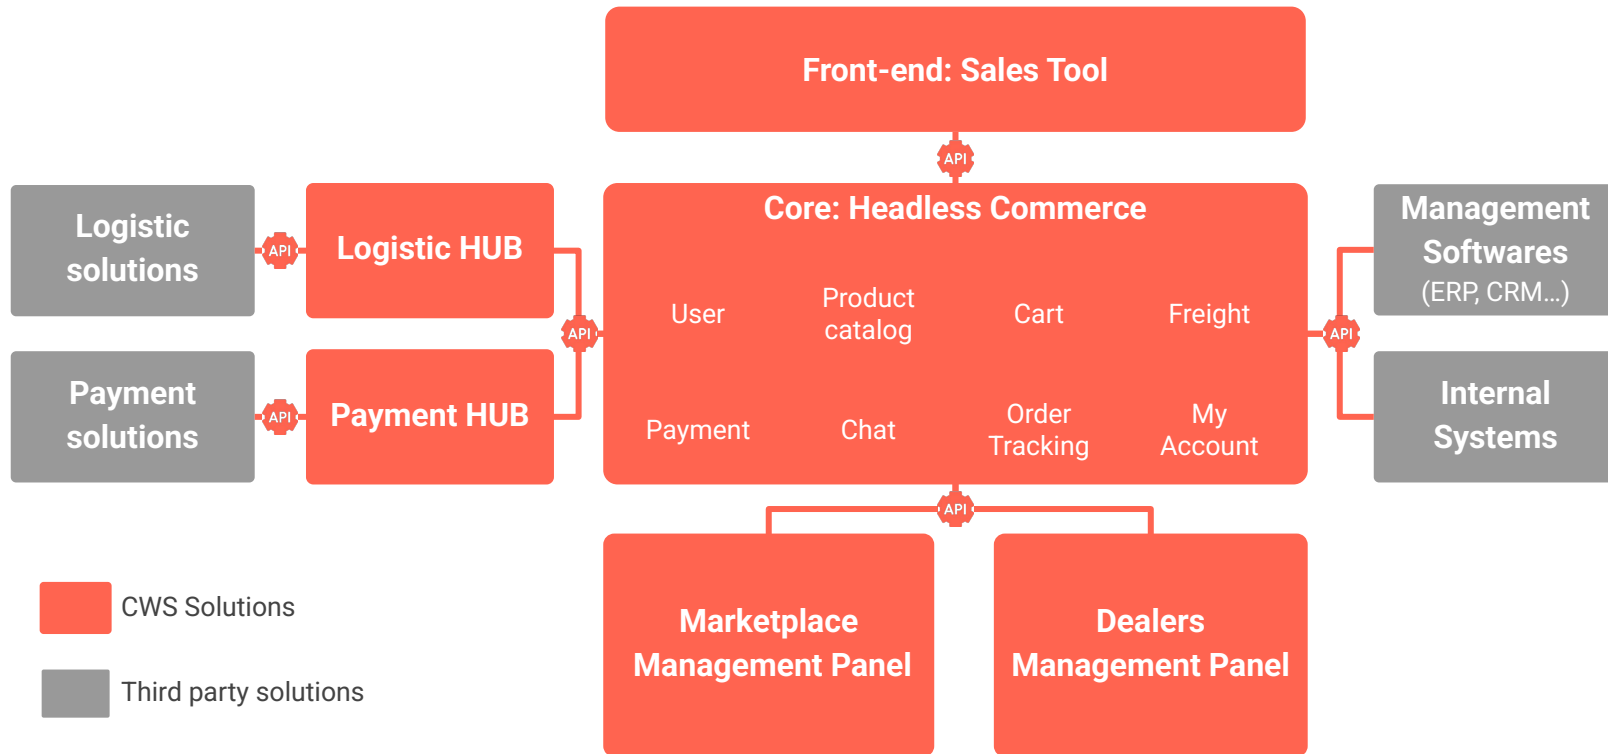 Front-end: Sales Tool
API
Logistic
solutions
API
Logistic HUB
Core: Headless Commerce
Management
Softwares
(ERP, CRM...)
User
Product
catalog
Cart
Freight
API
API
Payment
solutions
API
Payment HUB
Payment
Chat
Order
Tracking
My
Account
Internal
Systems
API
Marketplace
Management Panel
Dealers
Management Panel
CWS Solutions
Third party solutions